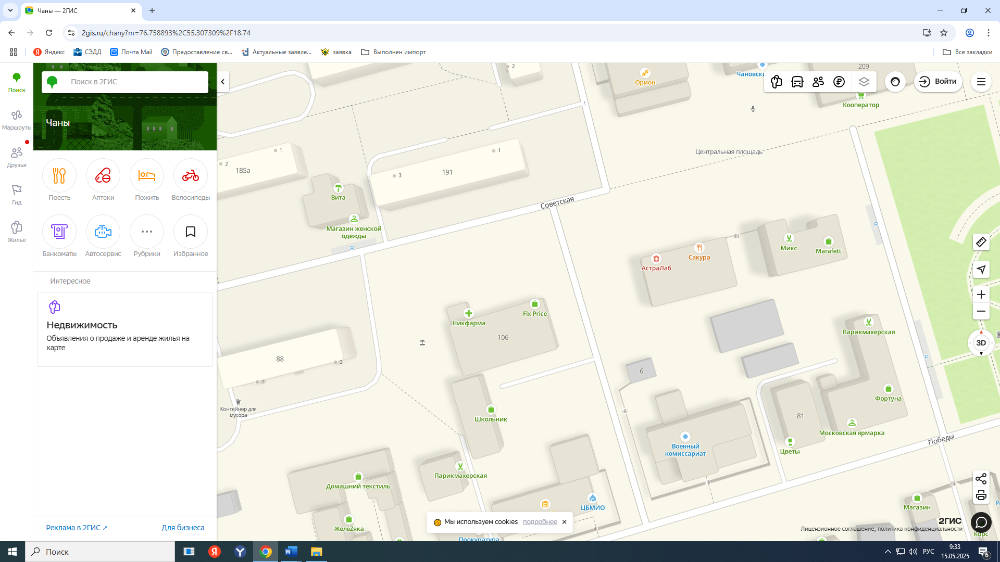 Чаны — 2ГИС
2gis.ru/chany?m=76.758893%2C55.307309%2F18.74
Яндекс
СЭДД
Почта Mail
Предоставление св...
Актуальные заявле...
заявка
Выполнен импорт
Все закладки
Поиск
Маршруты
Друзья
Гид
Жильё
Поиск в 2ГИС
Чаны
Поесть
Аптеки
Пожить
Велосипеды
Банкоматы
Автосервис
Рубрики
Избранное
Интересное
Недвижимость
Объявления о продаже и аренде жилья на
карте
Реклама в 2ГИС ↗
Для бизнеса
2
Орион
209
Войти
Кооператор
Центральная площадь
1
2
185а
1
3
191
Вита
Магазин женской
одежды
P
Советская
P
Микс
Marafett
Сакура
АстраЛаб
Fix Price
Никфарма
106
88
3
1
Контейнер для
мусора
Парикмахерская
3D
P
6
Школьник
Фортуна
81
Московская ярмарка
Победы
Цветы
Военный
комиссариат
Парикмахерская
Домашний текстиль
ЦБМИО
Магазин
ЖелеZяка
Прокуратура
Корс
Мы используем cookies подробнее
2ГИС
Лицензионное соглашение, политика конфиденциальности
Поиск
РУС
9:33
15.05.2025
6